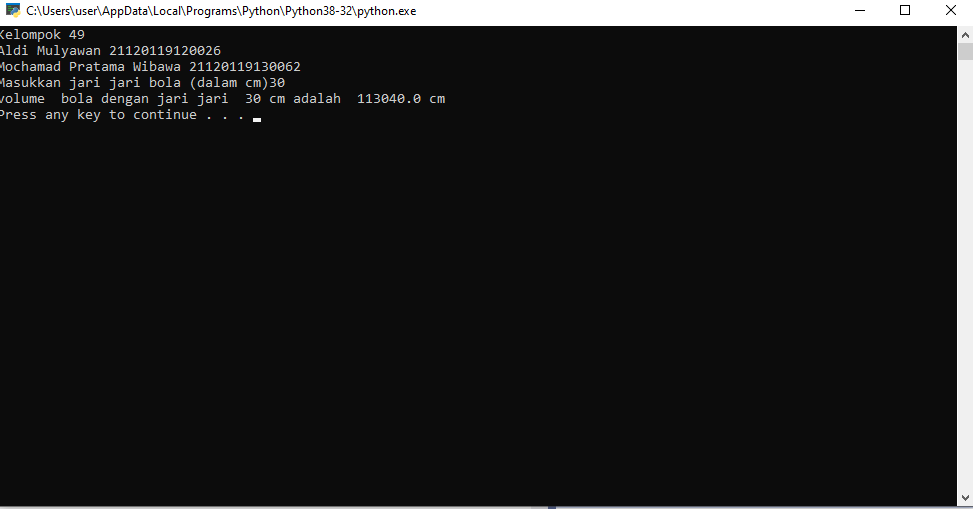 C:\Users\user\AppData\Local\Programs\Python\Python38-32\python.exe
Kelompok 49
Aldi Mulyawan 21120119120026
Mochamad Pratama Wibawa 21120119130062
Masukkan jari jari bola (dalam cm)30
volume  bola dengan jari jari  30 cm adalah  113040.0 cm
Press any key to continue . . .